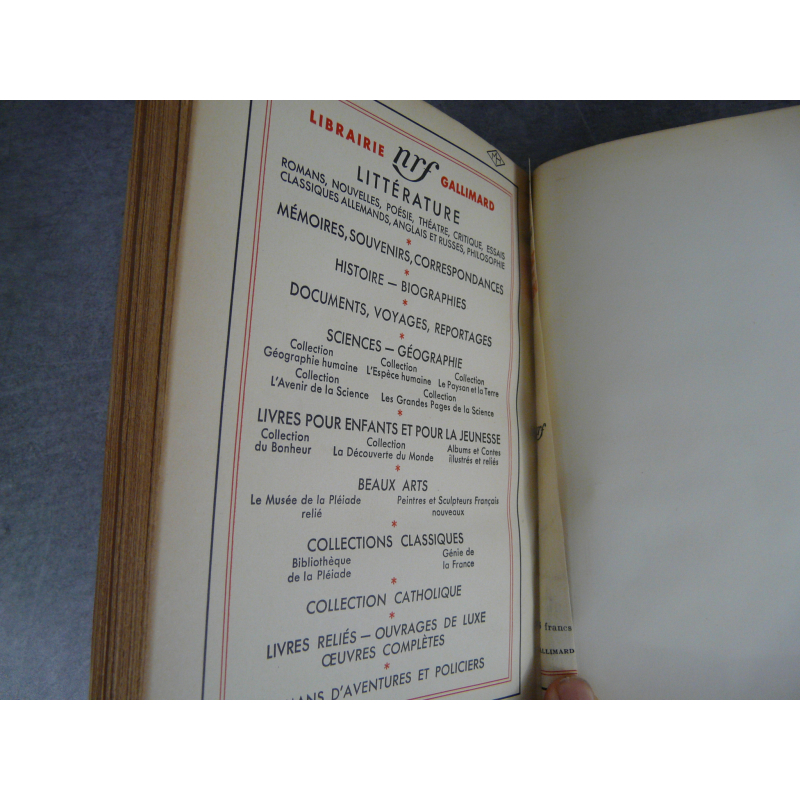 LIBRAIRIE nrf GALLIMARD
LITTÉRATURE
ROMANS, NOUVELLES, POÉSIE, THÉATRE, CRITIQUE, ESSAIS
CLASSIQUES ALLEMANDS, ANGLAIS ET RUSSES, PHILOSOPHIE
*
MÉMOIRES, SOUVENIRS, CORRESPONDANCES
*
HISTOIRE — BIOGRAPHIES
*
DOCUMENTS, VOYAGES, REPORTAGES
*
SCIENCES — GÉOGRAPHIE
Collection
Géographie humaine
Collection
L'Espèce humaine
Collection
Le Paysan et la Terre
Collection
L'Avenir de la Science
Collection
Les Grandes Pages de la Science
*
LIVRES POUR ENFANTS ET POUR LA JEUNESSE
Collection
du Bonheur
Collection
La Découverte du Monde
Albums et Contes
illustrés et reliés
*
BEAUX ARTS
Le Musée de la Pléiade
relié
Peintres et Sculpteurs Français
nouveaux
*
COLLECTIONS CLASSIQUES
Bibliothèque
de la Pléiade
Génie de
la France
*
COLLECTION CATHOLIQUE
*
LIVRES RELIÉS — OUVRAGES DE LUXE
ŒUVRES COMPLÈTES
*
ANS D'AVENTURES ET POLICIERS
nrf
francs
ALLIMARD